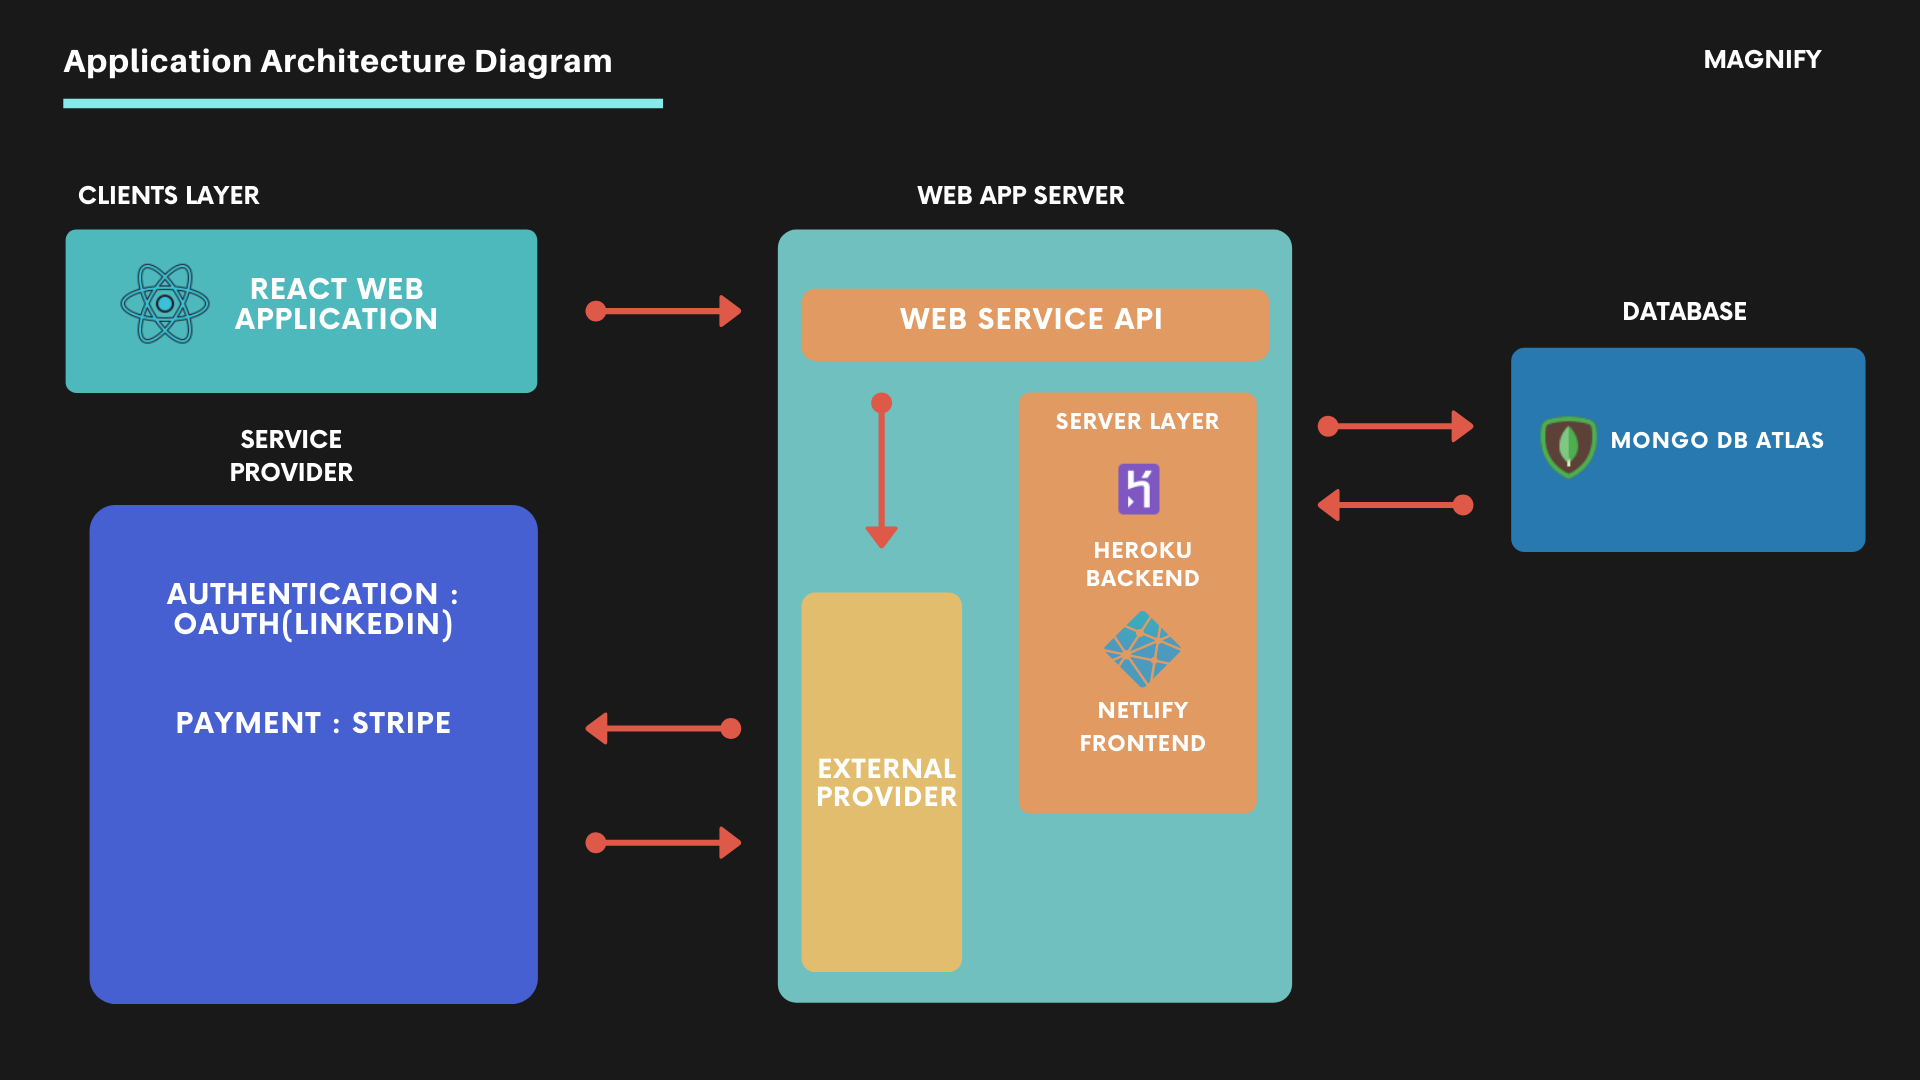 Application Architecture Diagram
MAGNIFY
CLIENTS LAYER
REACT WEB
APPLICATION
SERVICE
PROVIDER
AUTHENTICATION :
OAUTH(LINKEDIN)
PAYMENT : STRIPE
WEB APP SERVER
WEB SERVICE API
EXTERNAL
PROVIDER
SERVER LAYER
HEROKU
BACKEND
NETLIFY
FRONTEND
DATABASE
MONGO DB ATLAS